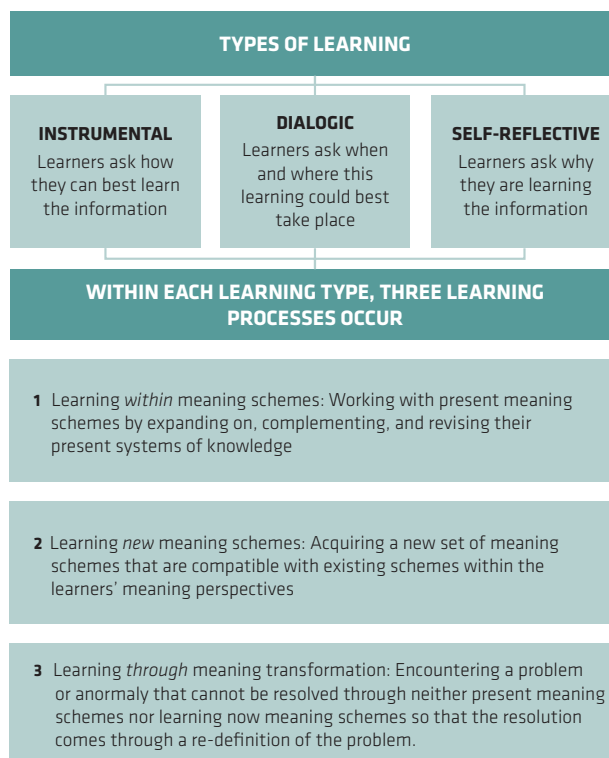 TYPES OF LEARNING
INSTRUMENTAL
Learners ask how
they can best learn
the information
DIALOGIC
Learners ask when
and where this
learning could best
take place
SELF-REFLECTIVE
Learners ask why
they are learning
the information
WITHIN EACH LEARNING TYPE, THREE LEARNING
PROCESSES OCCUR
1 Learning within meaning schemes: Working with present meaning
schemes by expanding on, complementing, and revising their
present systems of knowledge
2 Learning new meaning schemes: Acquiring a new set of meaning
schemes that are compatible with existing schemes within the
learners’ meaning perspectives
3 Learning through meaning transformation: Encountering a problem
or anormaly that cannot be resolved through neither present meaning
schemes nor learning now meaning schemes so that the resolution
comes through a re-definition of the problem.